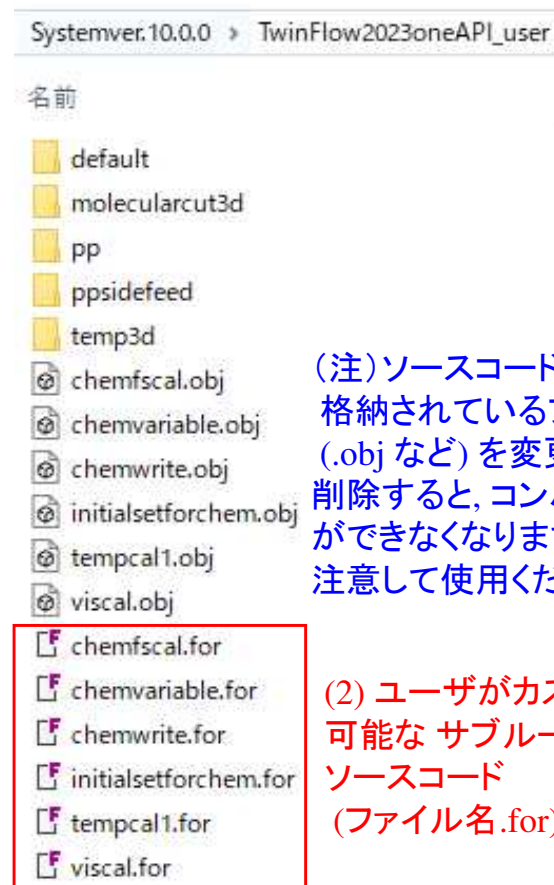 Systemver.10.0.0 › TwinFlow2023oneAPI_user
名前
default
molecularcut3d
pp
ppsidefeed
temp3d
chemfscal.obj
chemvariable.obj
chemwrite.obj
initialsetforchem.obj
tempcal1.obj
viscal.obj
chemfscal.for
chemvariable.for
chemwrite.for
initialsetforchem.for
tempcal1.for
viscal.for
（注）ソースコード
格納されている
(.obj など) を変
削除すると, コン
ができなくなりま
注意して使用く
(2) ユーザがカス
可能な サブルー
ソースコード
(ファイル名.for)